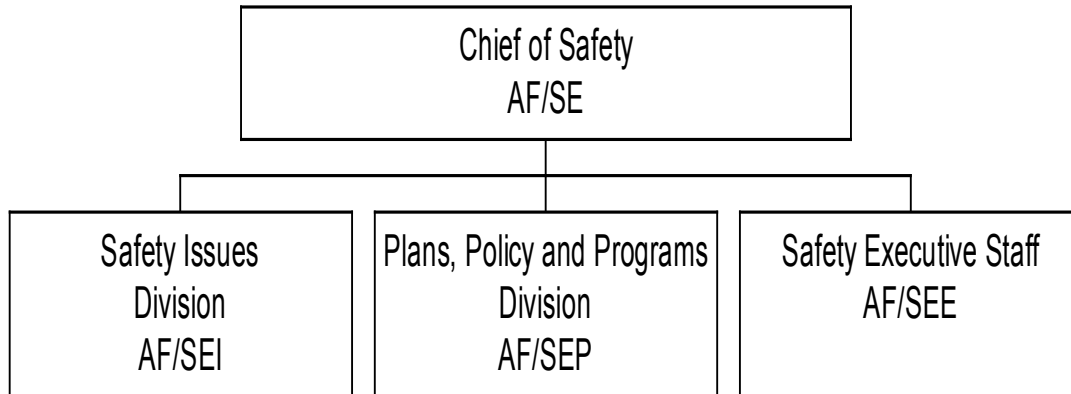 Chief of Safety
AF/SE
Safety Issues
Division
AF/SEI
Plans, Policy and Programs
Division
AF/SEP
Safety Executive Staff
AF/SEE